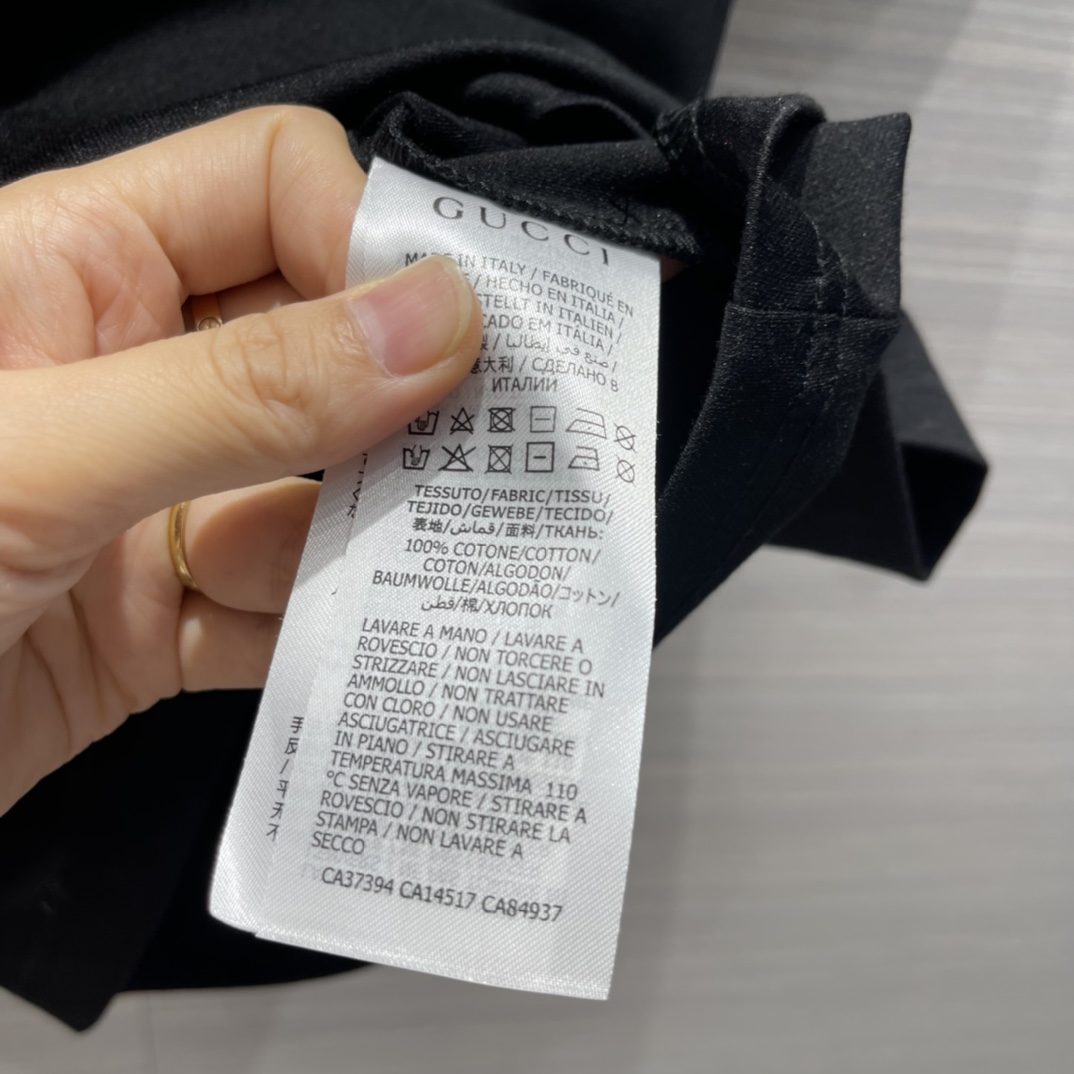 GUCCI
IN ITALY / FABRIQUÉ EN
/ HECHO EN ITALIA /
IN ITALIEN /
EM ITÁLIA /
/ صنع في إيطاليا /
大利 / СДЕЛАНО В
ИТАЛИИ
TESSUTO/FABRIC/TISSU/
TEJIDO/GEWEBE/TECIDO/
表地/قماش/面料/ТКАНЬ:
100% COTONE/COTTON/
COTON/ALGODON/
BAUMWOLLE/ALGODÃO/コットン/
قطن/棉/ХЛОПОК
LAVARE A MANO / LAVARE A
ROVESCIO / NON TORCERE O
STRIZZARE / NON LASCIARE IN
AMMOLLO / NON TRATTARE
CON CLORO / NON USARE
ASCIUGATRICE / ASCIUGARE
IN PIANO / STIRARE A
TEMPERATURA MASSIMA 110
°C SENZA VAPORE / STIRARE A
ROVESCIO / NON STIRARE LA
STAMPA / NON LAVARE A
SECCO
CA37394 CA14517 CA84937